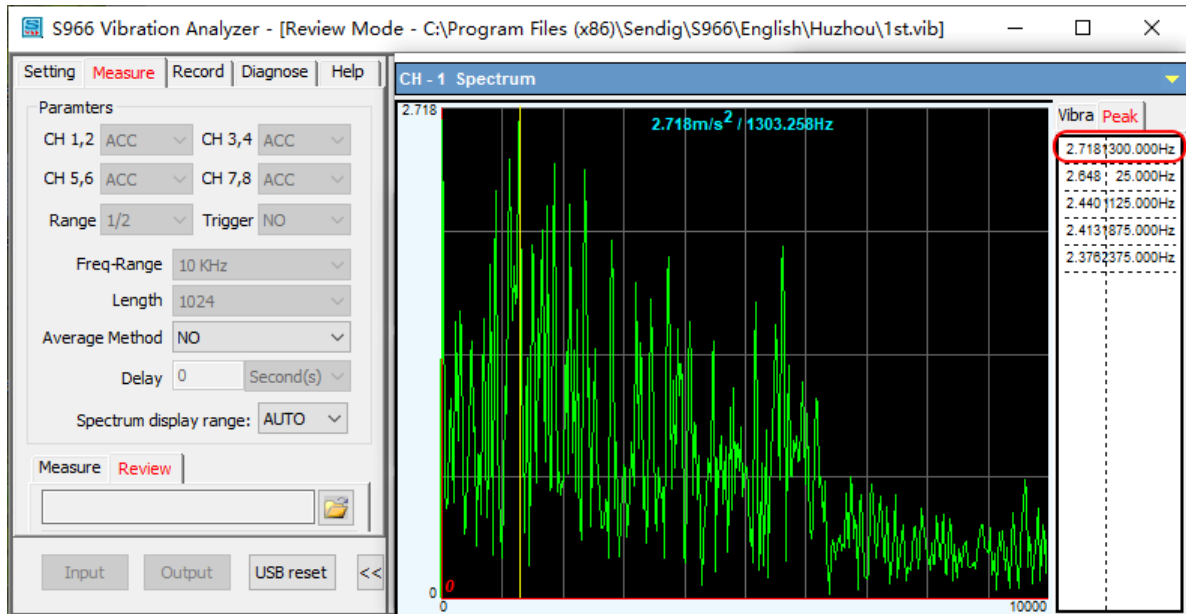 S966 Vibration Analyzer - [Review Mode - C:\Program Files (x86)\Sendig\S966\English\Huzhou\1st.vib]
Setting Measure Record Diagnose Help
Paramters
CH 1,2 ACC CH 3,4 ACC
CH 5,6 ACC CH 7,8 ACC
Range 1/2 Trigger NO
Freq-Range 10 KHz
Length 1024
Average Method NO
Delay 0 Second(s)
Spectrum display range: AUTO
Measure Review
Input Output USB reset <<
CH - 1 Spectrum
2.718
2.718m/s² / 1303.258Hz
0
0
0
10000
Vibra Peak
2.718 1300.000Hz
2.648 25.000Hz
2.440 1125.000Hz
2.413 1875.000Hz
2.376 2375.000Hz